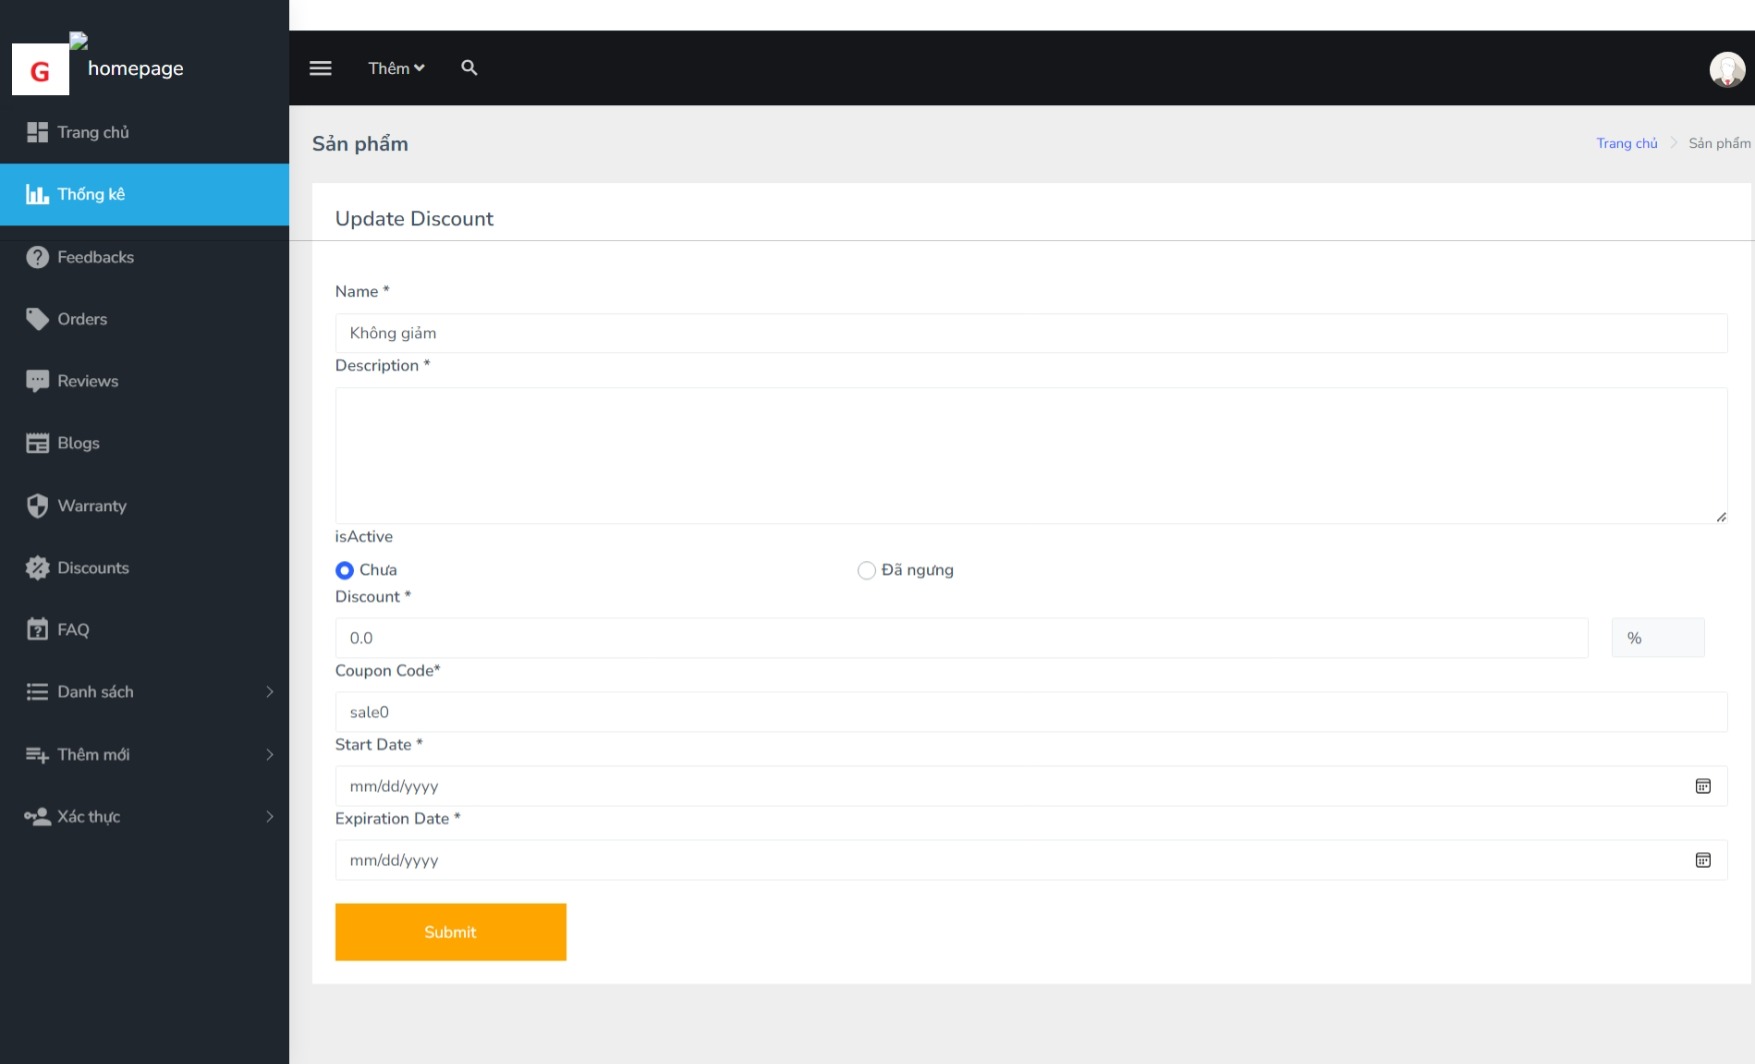 G
homepage
Thêm
Trang chủ
Thống kê
Feedbacks
Orders
Reviews
Blogs
Warranty
Discounts
FAQ
Danh sách
Thêm mới
Xác thực
Sản phẩm
Trang chủ
Sản phẩm
Update Discount
Name *
Không giảm
Description *
isActive
Chưa
Đã ngưng
Discount *
0.0
%
Coupon Code*
sale0
Start Date *
mm/dd/yyyy
Expiration Date *
mm/dd/yyyy
Submit